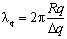 λq = 2π Rq/Δq